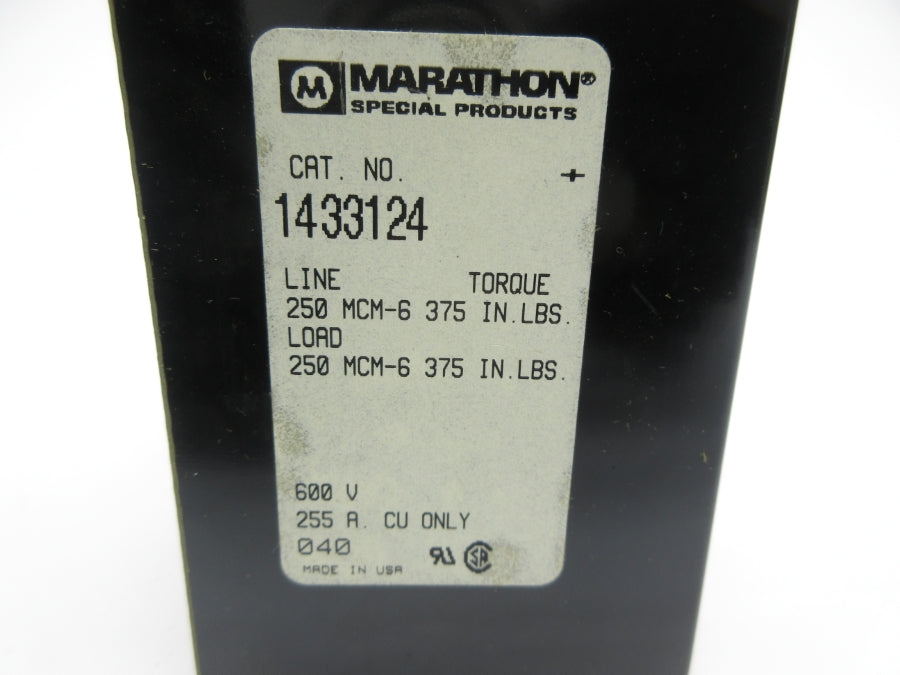 M MARATHON®
SPECIAL PRODUCTS
CAT. NO.
1433124
LINE TORQUE
250 MCM-6 375 IN.LBS.
LOAD
250 MCM-6 375 IN.LBS.
600 V
255 A. CU ONLY
040
MADE IN USA